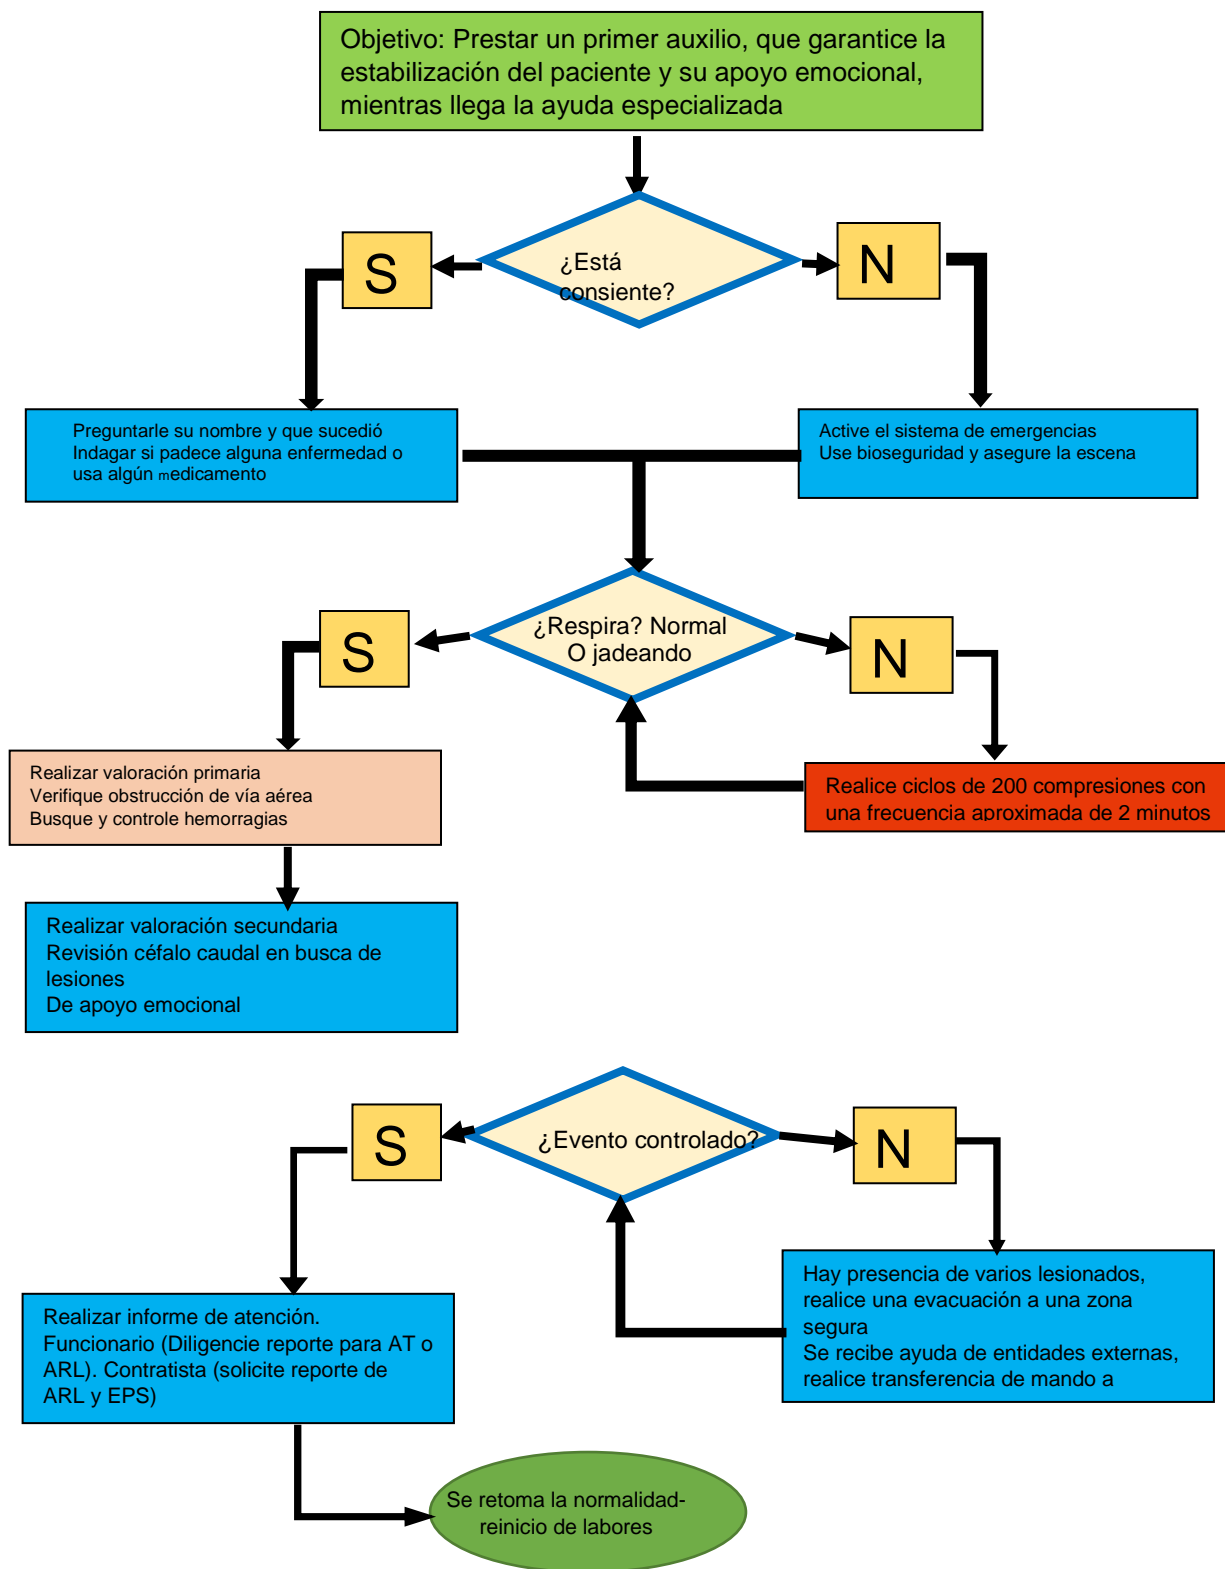 Objetivo: Prestar un primer auxilio, que garantice la
estabilización del paciente y su apoyo emocional,
mientras llega la ayuda especializada
¿Está
consiente?
S
N
Preguntarle su nombre y que sucedió
Indagar si padece alguna enfermedad o
usa algún medicamento
Active el sistema de emergencias
Use bioseguridad y asegure la escena
¿Respira? Normal
O jadeando
S
N
Realizar valoración primaria
Verifique obstrucción de vía aérea
Busque y controle hemorragias
Realice ciclos de 200 compresiones con
una frecuencia aproximada de 2 minutos
Realizar valoración secundaria
Revisión céfalo caudal en busca de
lesiones
De apoyo emocional
¿Evento controlado?
S
N
Realizar informe de atención.
Funcionario (Diligencie reporte para AT o
ARL). Contratista (solicite reporte de
ARL y EPS)
Hay presencia de varios lesionados,
realice una evacuación a una zona
segura
Se recibe ayuda de entidades externas,
realice transferencia de mando a
Se retoma la normalidad-
reinicio de labores